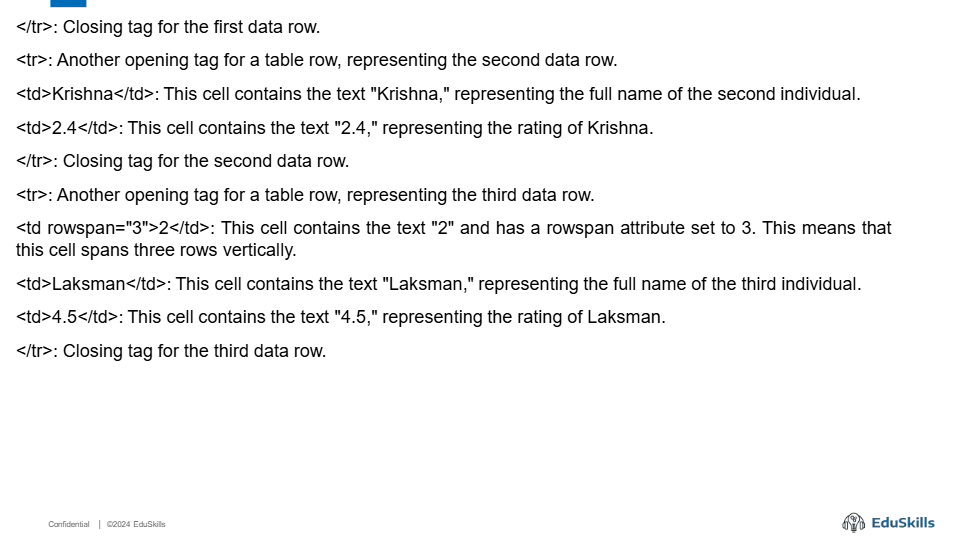 </tr>: Closing tag for the first data row.
<tr>: Another opening tag for a table row, representing the second data row.
<td>Krishna</td>: This cell contains the text "Krishna," representing the full name of the second individual.
<td>2.4</td>: This cell contains the text "2.4," representing the rating of Krishna.
</tr>: Closing tag for the second data row.
<tr>: Another opening tag for a table row, representing the third data row.
<td rowspan="3">2</td>: This cell contains the text "2" and has a rowspan attribute set to 3. This means that
this cell spans three rows vertically.
<td>Laksman</td>: This cell contains the text "Laksman," representing the full name of the third individual.
<td>4.5</td>: This cell contains the text "4.5," representing the rating of Laksman.
</tr>: Closing tag for the third data row.
Confidential | ©2024 EduSkills
EduSkills